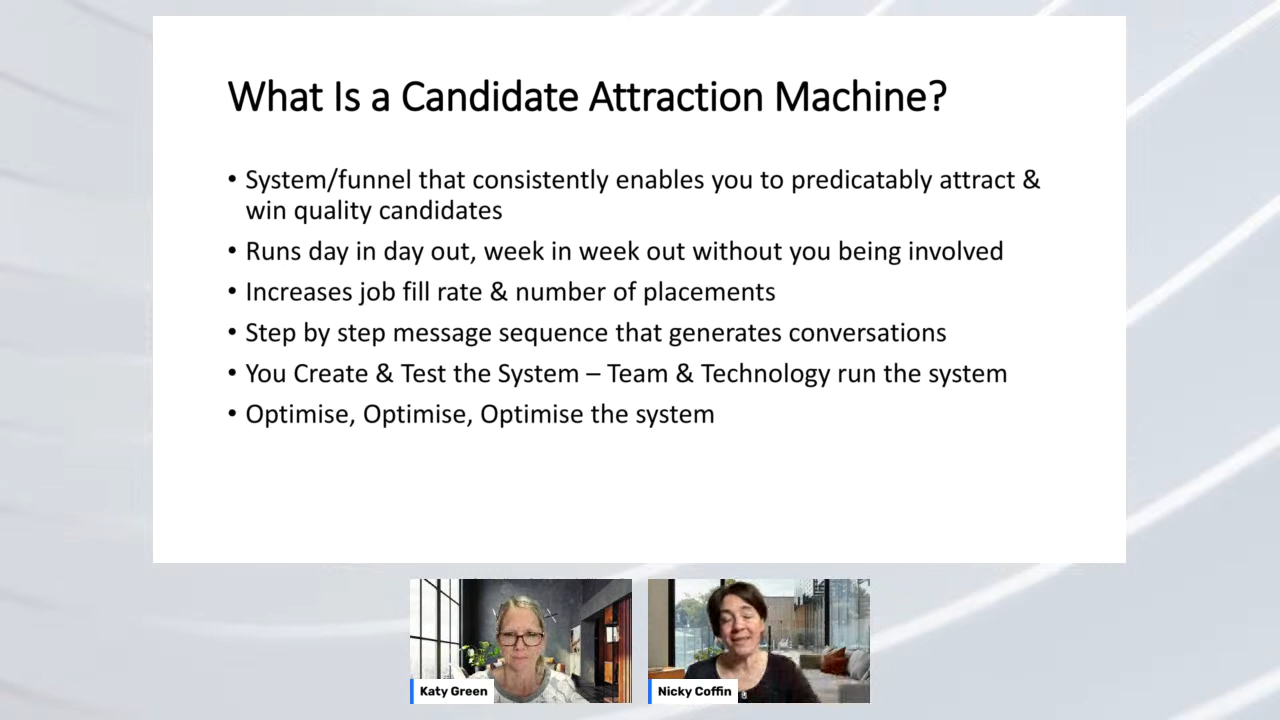 What Is a Candidate Attraction Machine?
• System/funnel that consistently enables you to predicatably attract &
win quality candidates
• Runs day in day out, week in week out without you being involved
• Increases job fill rate & number of placements
• Step by step message sequence that generates conversations
• You Create & Test the System – Team & Technology run the system
• Optimise, Optimise, Optimise the system
Katy Green
Nicky Coffin